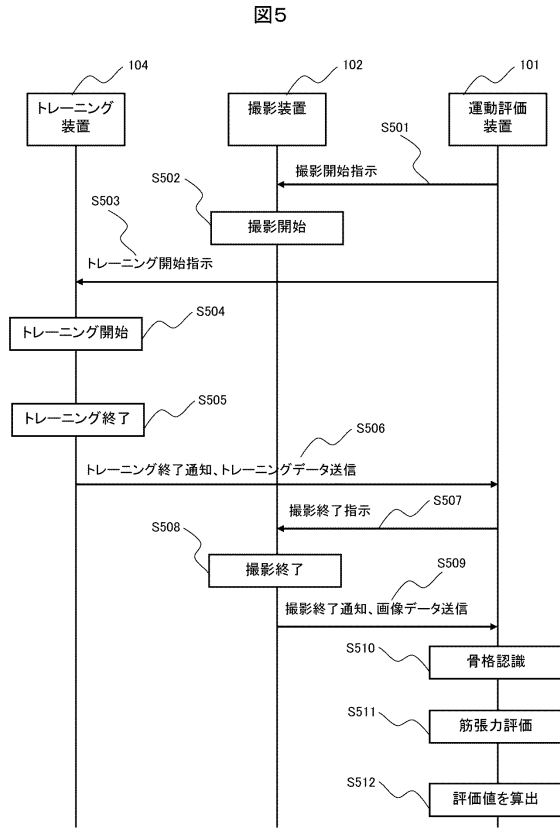 図5
104
102
101
トレーニング
装置
撮影装置
運動評価
装置
S501
撮影開始指示
S502
撮影開始
S503
トレーニング開始指示
S504
トレーニング開始
S505
トレーニング終了
S506
トレーニング終了通知、トレーニングデータ送信
S507
撮影終了指示
S508
撮影終了
S509
撮影終了通知、画像データ送信
S510
骨格認識
S511
筋張力評価
S512
評価値を算出